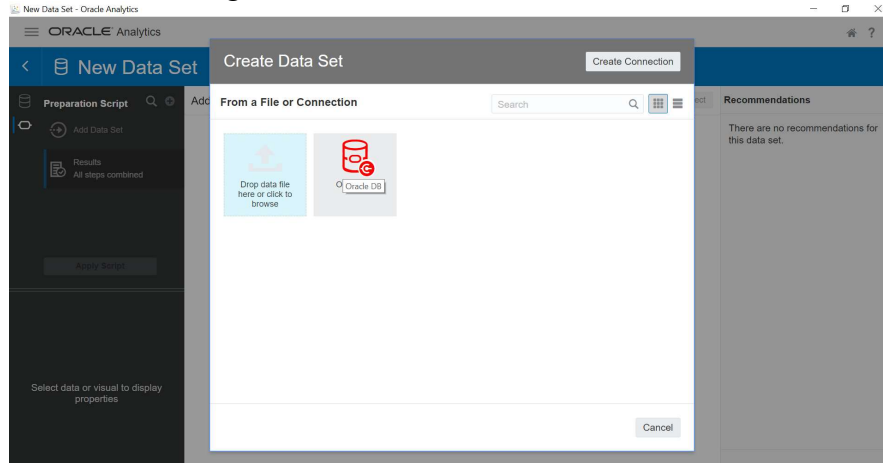 New Data Set - Oracle Analytics
ORACLE Analytics
?
New Data Set
Create Data Set
Create Connection
Preparation Script
Add
From a File or Connection
Search
Recommendations
Add Data Set
There are no recommendations for
this data set.
Results
All steps combined
Drop data file
here or click to
browse
O
Oracle DB
C
Apply Script
Select data or visual to display
properties
Cancel